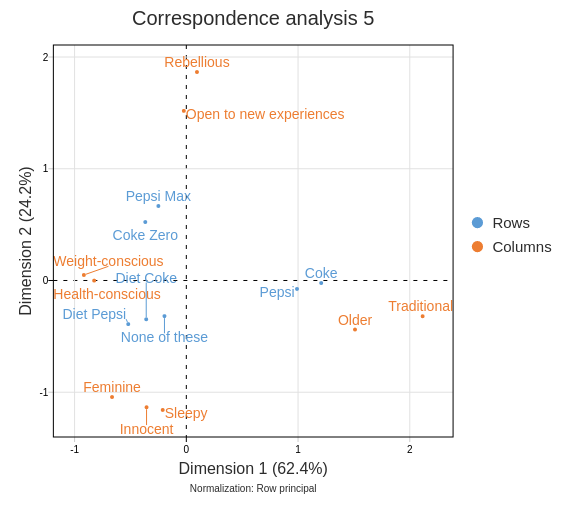 Correspondence analysis 5
2
Rebellious
Open to new experiences
1
Pepsi Max
Coke Zero
Rows
Columns
Weight-conscious
Diet Coke
Coke
0
Health-conscious
Pepsi
Traditional
Diet Pepsi
Older
None of these
Feminine
-1
Sleepy
Innocent
Dimension 2 (24.2%)
-1
0
1
2
Dimension 1 (62.4%)
Normalization: Row principal